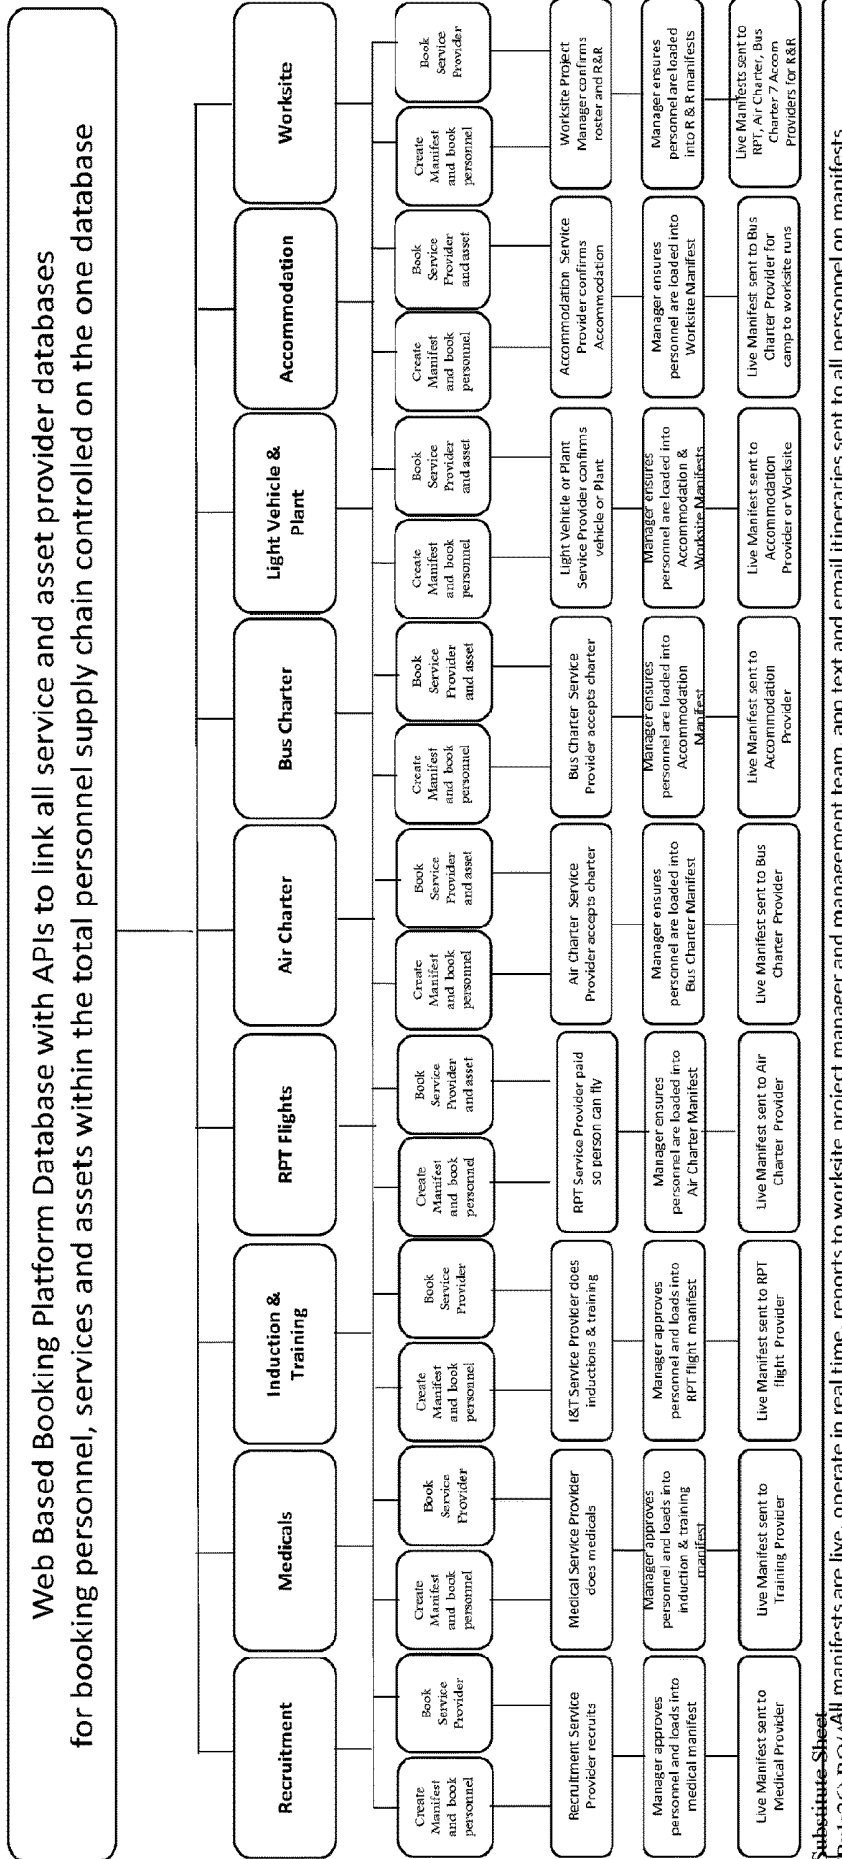 Web Based Booking Platform Database with APIs to link all service and asset provider databases
for booking personnel, services and assets within the total personnel supply chain controlled on the one database
Recruitment
Create
Manifest
and book
personnel
Book
Service
Provider
Recruitment Service
Provider recruits
Manager approves
personnel and loads into
medical manifest
Live Manifest sent to
Medical Provider
Medicals
Create
Manifest
and book
personnel
Book
Service
Provider
Medical Service Provider
does medicals
Manager approves
personnel and loads into
induction & training
manifest
Live Manifest sent to
Training Provider
Induction &
Training
Create
Manifest
and book
personnel
Book
Service
Provider
I&T Service Provider does
inductions & training
Manager approves
personnel and loads into
RPT flight manifest
Live Manifest sent to RPT
flight Provider
RPT Flights
Create
Manifest
and book
personnel
Book
Service
Provider
and asset
RPT Service Provider paid
so person can fly
Manager ensures
personnel are loaded into
Air Charter Manifest
Live Manifest sent to Air
Charter Provider
Air Charter
Create
Manifest
and book
personnel
Book
Service
Provider
and asset
Air Charter Service
Provider accepts charter
Manager ensures
personnel are loaded into
Bus Charter Manifest
Live Manifest sent to Bus
Charter Provider
Bus Charter
Create
Manifest
and book
personnel
Book
Service
Provider
and asset
Bus Charter Service
Provider accepts charter
Manager ensures
personnel are loaded into
Accommodation
Manifest
Live Manifest sent to
Accommodation
Provider
Light Vehicle &
Plant
Create
Manifest
and book
personnel
Book
Service
Provider
and asset
Light Vehicle or Plant
Service Provider confirms
vehicle or Plant
Manager ensures
personnel are loaded into
Accommodation &
Worksite Manifests
Live Manifest sent to
Accommodation
Provider or Worksite
Accommodation
Create
Manifest
and book
personnel
Book
Service
Provider
and asset
Accommodation Service
Provider confirms
Accommodation
Manager ensures
personnel are loaded into
Worksite Manifest
Live Manifest sent to Bus
Charter Provider for
camp to worksite runs
Worksite
Create
Manifest
and book
personnel
Book
Service
Provider
Worksite Project
Manager confirms
roster and R&R
Manager ensures
personnel are loaded
into R & R manifests
Live Manifests sent to
RPT, Air Charter, Bus
Charter 7 Accom
Providers for R&R
Substitute Sheet
All manifests are live, operate in real time, reports to worksite project manager and management team, app text and email itineraries sent to all personnel on manifests